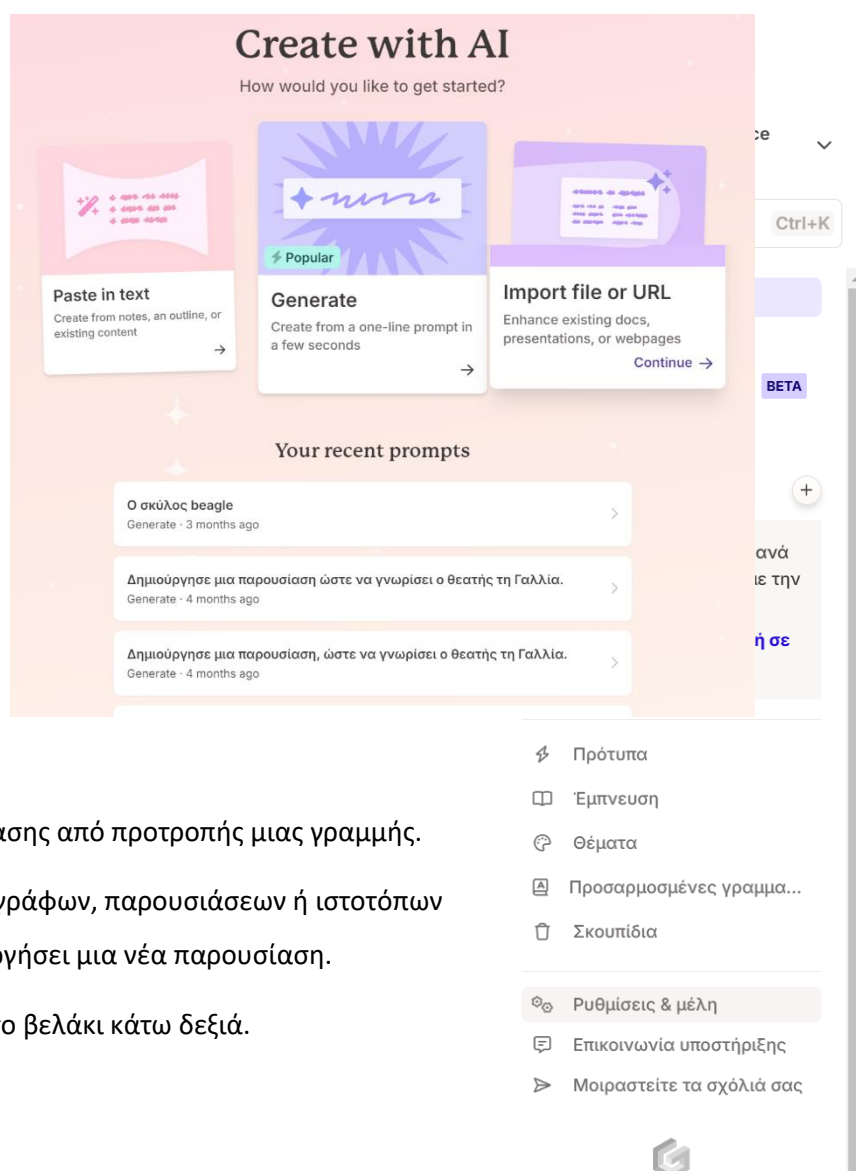 Create with AI
How would you like to get started?
Paste in text
Create from notes, an outline, or
existing content
Popular
Generate
Create from a one-line prompt in
a few seconds
Import file or URL
Enhance existing docs,
presentations, or webpages
Continue
Your recent prompts
Ο σκύλος beagle
Generate · 3 months ago
Δημιούργησε μια παρουσίαση ώστε να γνωρίσει ο θεατής τη Γαλλία.
Generate · 4 months ago
Δημιούργησε μια παρουσίαση, ώστε να γνωρίσει ο θεατής τη Γαλλία.
Generate · 4 months ago
ce
Ctrl+K
BETA
ανά
ε την
ή σε
Πρότυπα
Έμπνευση
Θέματα
Προσαρμοσμένες γραμμα...
Σκουπίδια
Ρυθμίσεις & μέλη
Επικοινωνία υποστήριξης
Μοιραστείτε τα σχόλιά σας
ασης από προτροπής μιας γραμμής.
γράφων, παρουσιάσεων ή ιστοτόπων
ργήσει μια νέα παρουσίαση.
το βελάκι κάτω δεξιά.